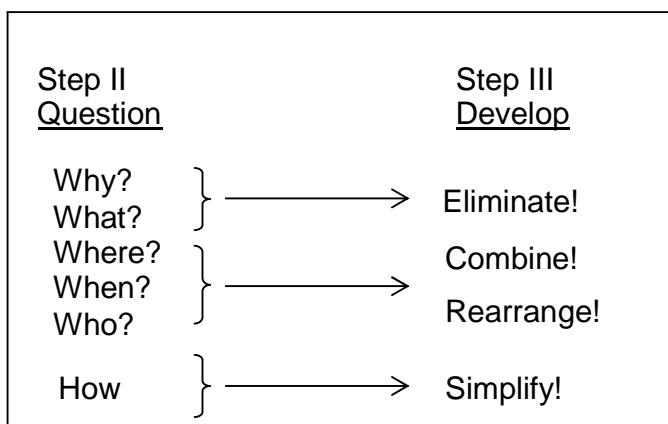 Step II
Question
Why?
What?
Where?
When?
Who?
How
Step III
Develop
Eliminate!
Combine!
Rearrange!
Simplify!